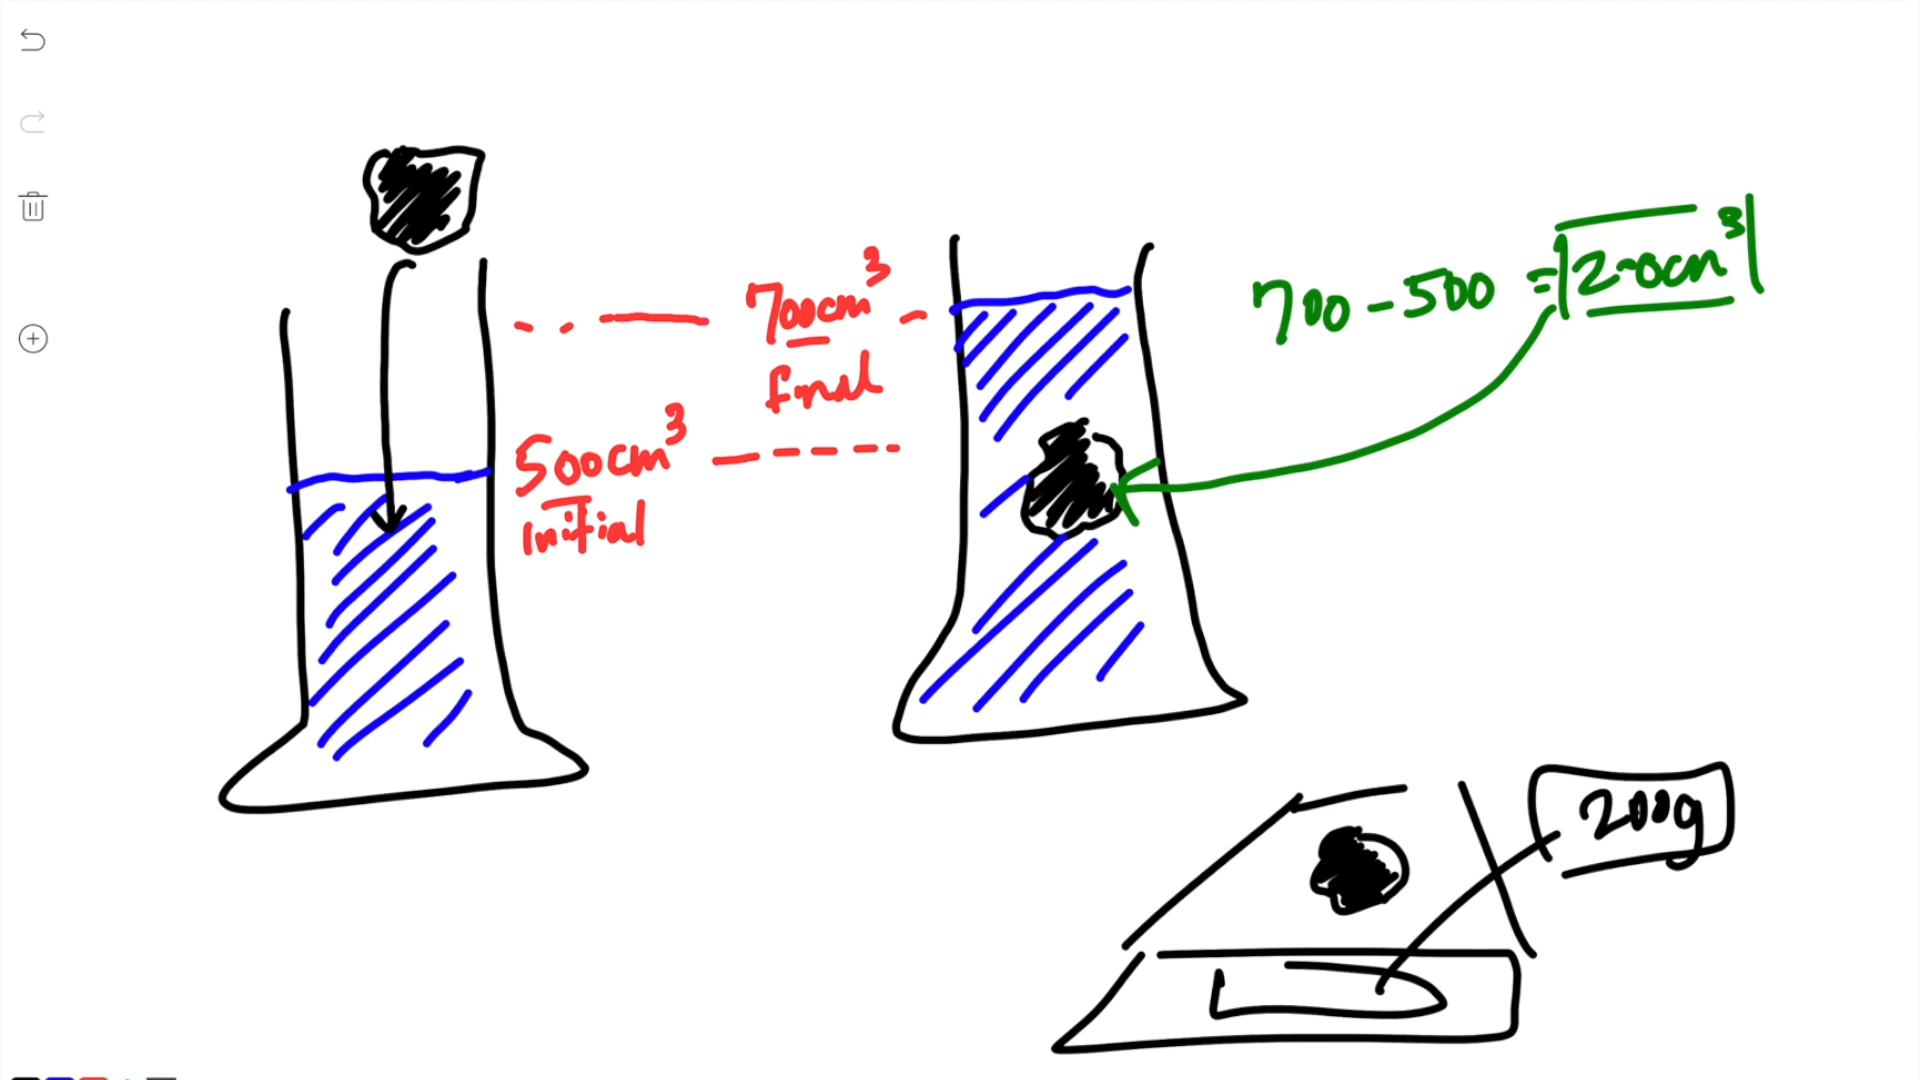 700cm³
final
500cm³
Initial
700 - 500 = 200cm³
200g